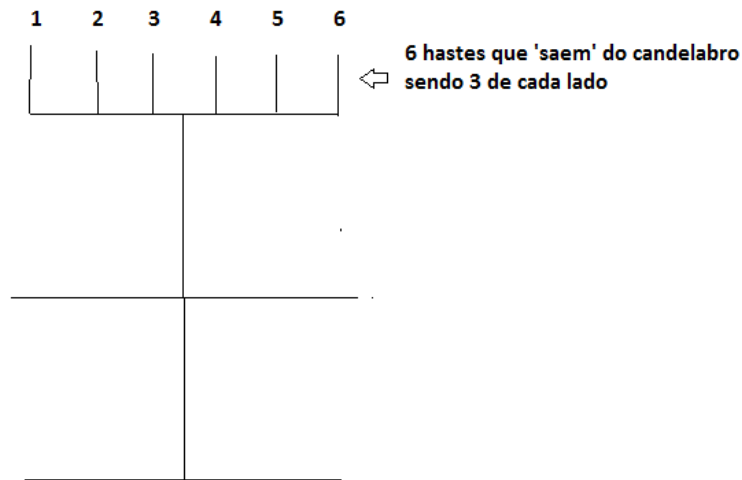 1 2 3 4 5 6
6 hastes que 'saem' do candelabro
sendo 3 de cada lado